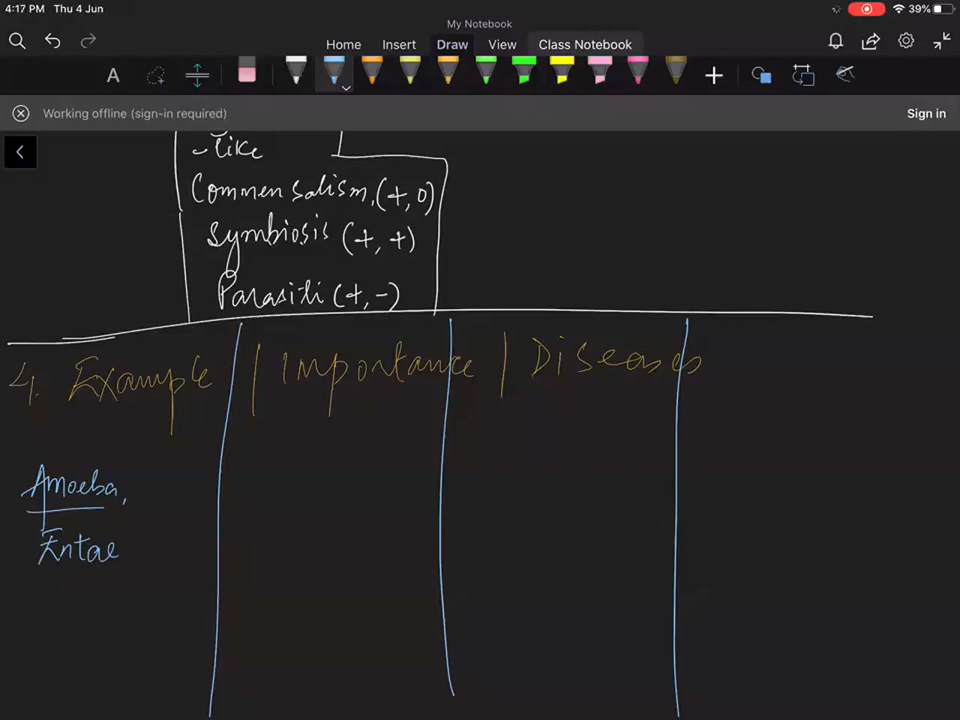 4:17 PM Thu 4 Jun
39%
My Notebook
Home Insert Draw View Class Notebook
A
Working offline (sign-in required) Sign in
-like
Commensalism, (+, 0)
Symbiosis (+, +)
Parasiti (+, -)
4. Example | Importance | Diseases
Amoeba,
Entae